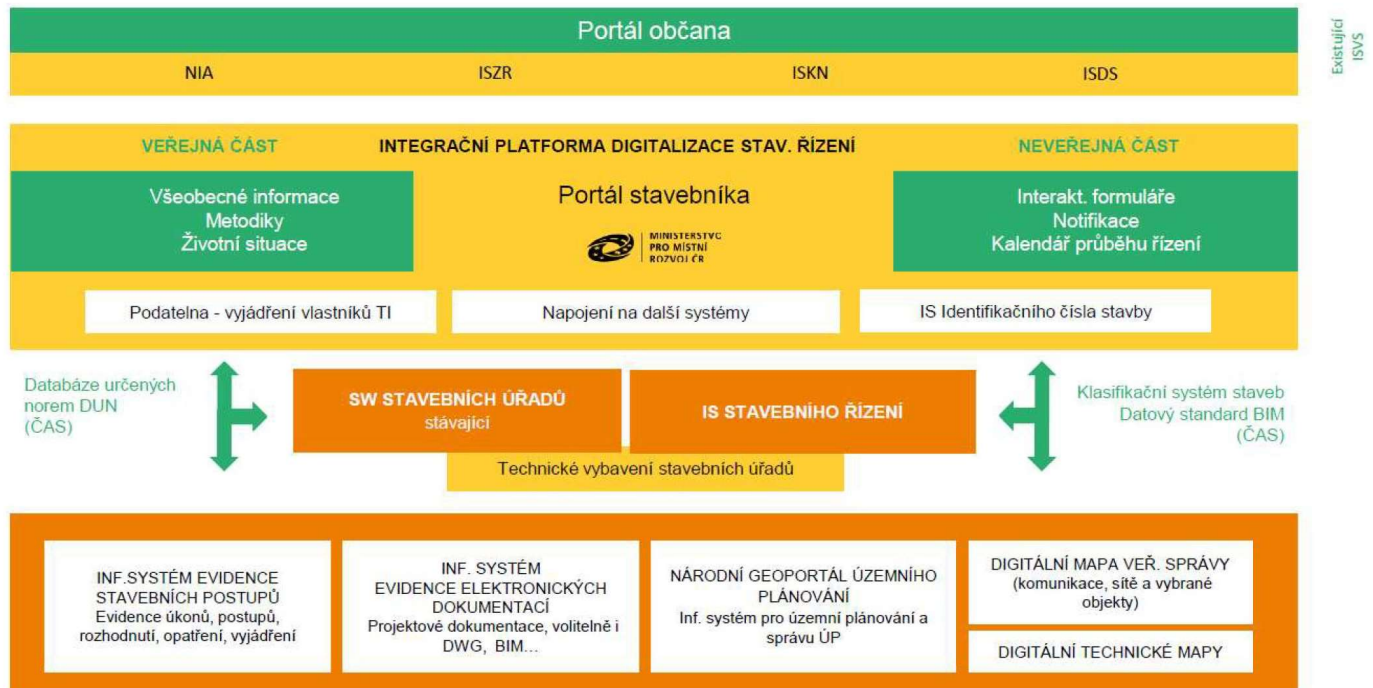 Portál občana
Existující
ISVS
NIA
ISZR
ISKN
ISDS
VEŘEJNÁ ČÁST
INTEGRAČNÍ PLATFORMA DIGITALIZACE STAV. ŘÍZENÍ
NEVEŘEJNÁ ČÁST
Všeobecné informace
Metodiky
Životní situace
Portál stavebníka
MINISTERSTVO
PRO MÍSTNÍ
ROZVOJ ČR
Interakt. formuláře
Notifikace
Kalendář průběhu řízení
Podatelna - vyjádření vlastníků TI
Napojení na další systémy
IS Identifikačního čísla stavby
Databáze určených
norem DUN
(ČAS)
SW STAVEBNÍCH ÚŘADŮ
stávající
IS STAVEBNÍHO ŘÍZENÍ
Klasifikační systém staveb
Datový standard BIM
(ČAS)
Technické vybavení stavebních úřadů
INF.SYSTÉM EVIDENCE
STAVEBNÍCH POSTUPŮ
Evidence úkonů, postupů,
rozhodnutí, opatření, vyjádření
INF. SYSTÉM
EVIDENCE ELEKTRONICKÝCH
DOKUMENTACÍ
Projektové dokumentace, volitelně i
DWG, BIM...
NÁRODNÍ GEOPORTÁL ÚZEMNÍHO
PLÁNOVÁNÍ
Inf. systém pro územní plánování a
správu ÚP
DIGITÁLNÍ MAPA VEŘ. SPRÁVY
(komunikace, sítě a vybrané
objekty)
DIGITÁLNÍ TECHNICKÉ MAPY